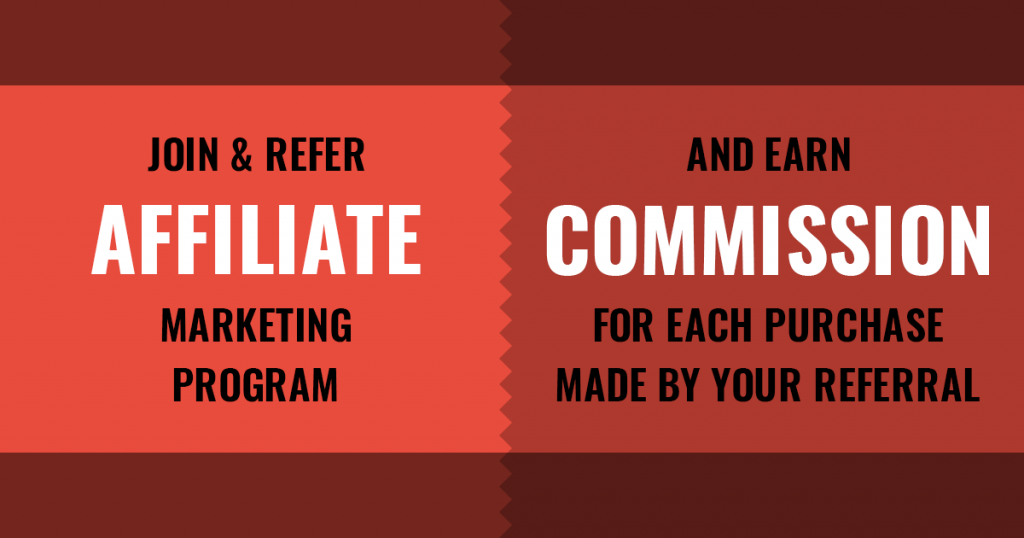 JOIN & REFER
AFFILIATE
MARKETING
PROGRAM
AND EARN
COMMISSION
FOR EACH PURCHASE
MADE BY YOUR REFERRAL